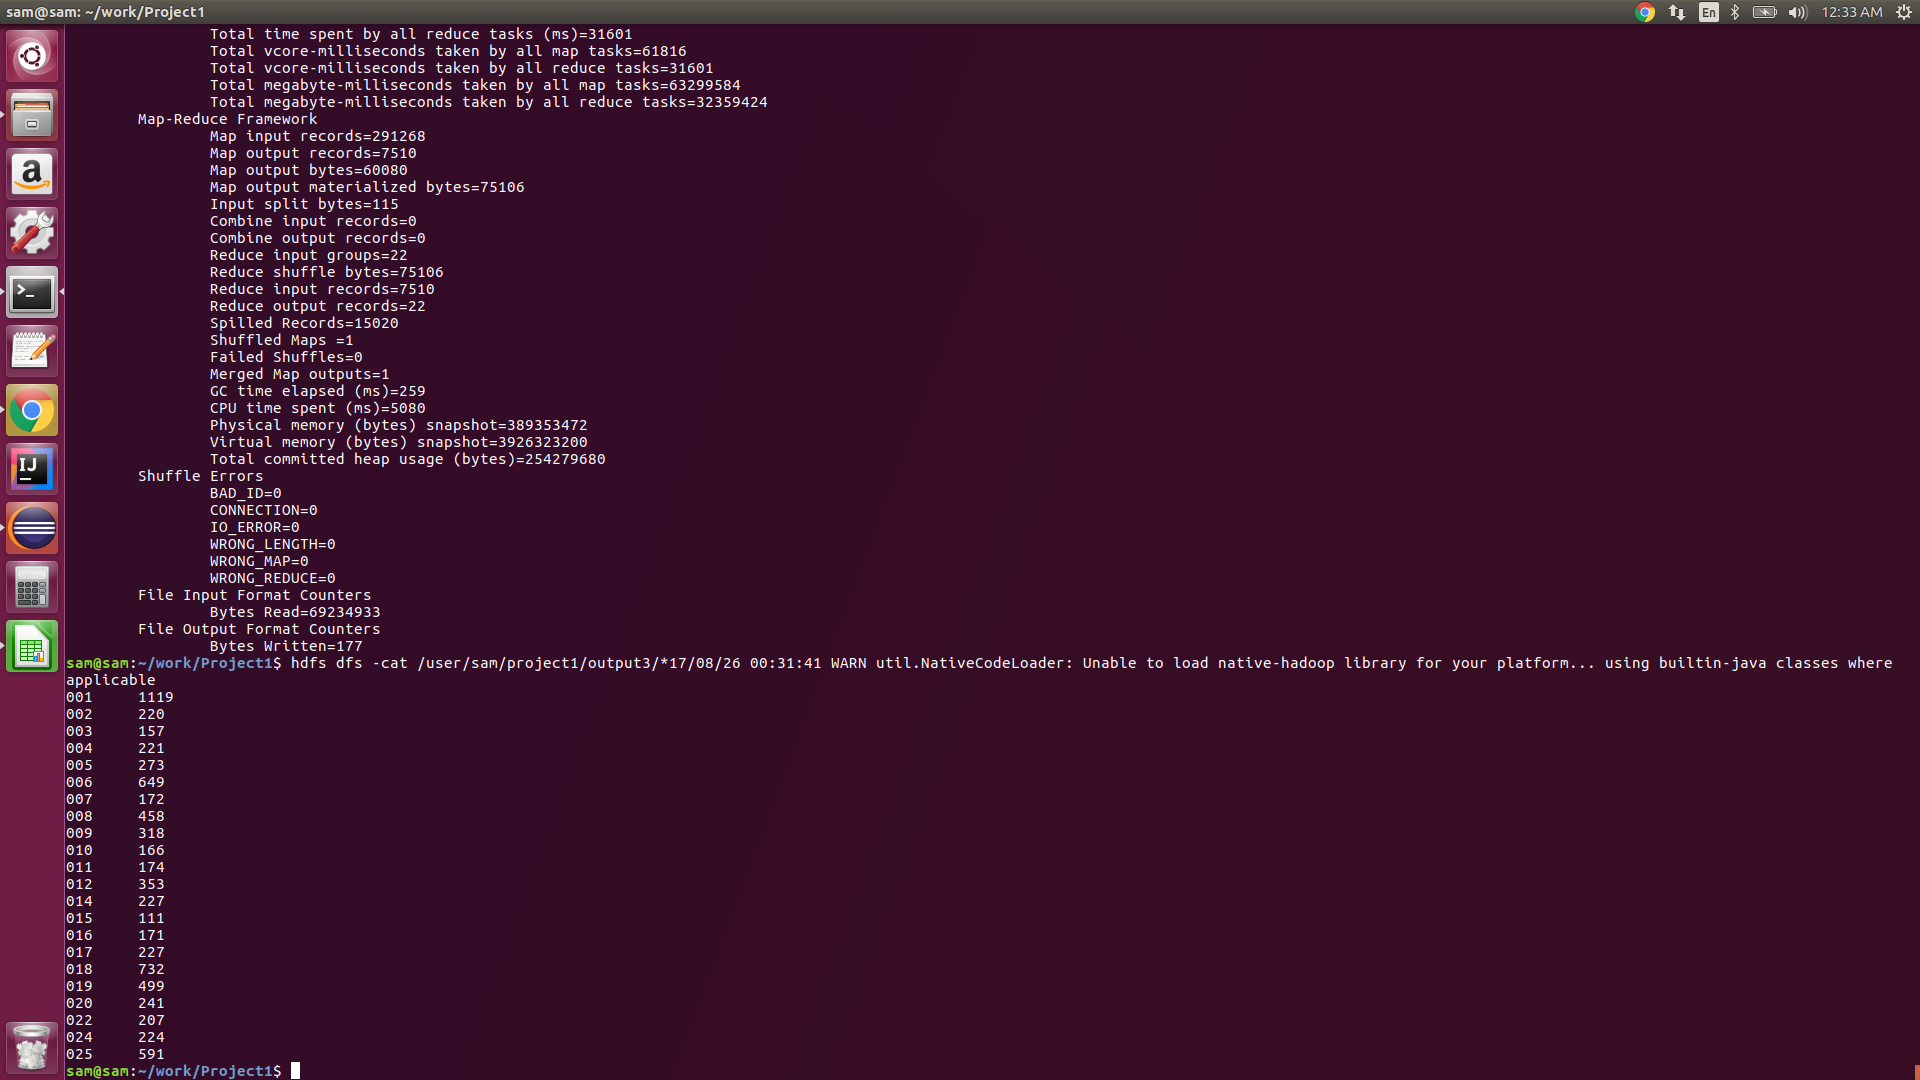 sam@sam: ~/work/Project1
En
12:33 AM
Total time spent by all reduce tasks (ms)=31601
Total vcore-milliseconds taken by all map tasks=61816
Total vcore-milliseconds taken by all reduce tasks=31601
Total megabyte-milliseconds taken by all map tasks=63299584
Total megabyte-milliseconds taken by all reduce tasks=32359424
Map-Reduce Framework
Map input records=291268
Map output records=7510
Map output bytes=60080
Map output materialized bytes=75106
Input split bytes=115
Combine input records=0
Combine output records=0
Reduce input groups=22
Reduce shuffle bytes=75106
Reduce input records=7510
Reduce output records=22
Spilled Records=15020
Shuffled Maps =1
Failed Shuffles=0
Merged Map outputs=1
GC time elapsed (ms)=259
CPU time spent (ms)=5080
Physical memory (bytes) snapshot=389353472
Virtual memory (bytes) snapshot=3926323200
Total committed heap usage (bytes)=254279680
Shuffle Errors
BAD_ID=0
CONNECTION=0
IO_ERROR=0
WRONG_LENGTH=0
WRONG_MAP=0
WRONG_REDUCE=0
File Input Format Counters
Bytes Read=69234933
File Output Format Counters
Bytes Written=177
sam@sam:~/work/Project1$ hdfs dfs -cat /user/sam/project1/output3/*17/08/26 00:31:41 WARN util.NativeCodeLoader: Unable to load native-hadoop library for your platform... using builtin-java classes where
applicable
001 1119
002 220
003 157
004 221
005 273
006 649
007 172
008 458
009 318
010 166
011 174
012 353
014 227
015 111
016 171
017 227
018 732
019 499
020 241
022 207
024 224
025 591
sam@sam:~/work/Project1$
a
>_
IJ